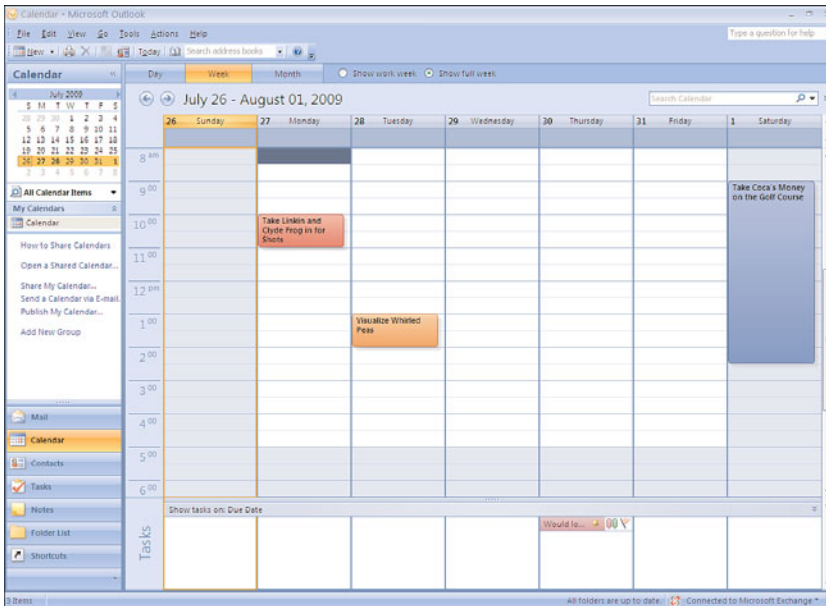 Calendar - Microsoft Outlook
File Edit View Go Tools Actions Help
Type a question for help
New Today Search address books
Calendar «
Day Week Month Show work week Show full week
July 2009
S M T W T F S
28 29 30 1 2 3 4
5 6 7 8 9 10 11
12 13 14 15 16 17 18
19 20 21 22 23 24 25
26 27 28 29 30 31 1
2 3 4 5 6 7 8
All Calendar Items
My Calendars
Calendar
How to Share Calendars
Open a Shared Calendar...
Share My Calendar...
Send a Calendar via E-mail.
Publish My Calendar...
Add New Group
Mail
Calendar
Contacts
Tasks
Notes
Folder List
Shortcuts
July 26 - August 01, 2009
Search Calendar
26 Sunday 27 Monday 28 Tuesday 29 Wednesday 30 Thursday 31 Friday 1 Saturday
8 am
9 00
10 00
11 00
12 pm
1 00
2 00
3 00
4 00
5 00
6 00
Take Linkin and
Clyde Frog in for
Shots
Visualize Whirled
Peas
Take Coca's Money
on the Golf Course
Tasks
Show tasks on: Due Date
Would lo...
3 Items
All folders are up to date. Connected to Microsoft Exchange